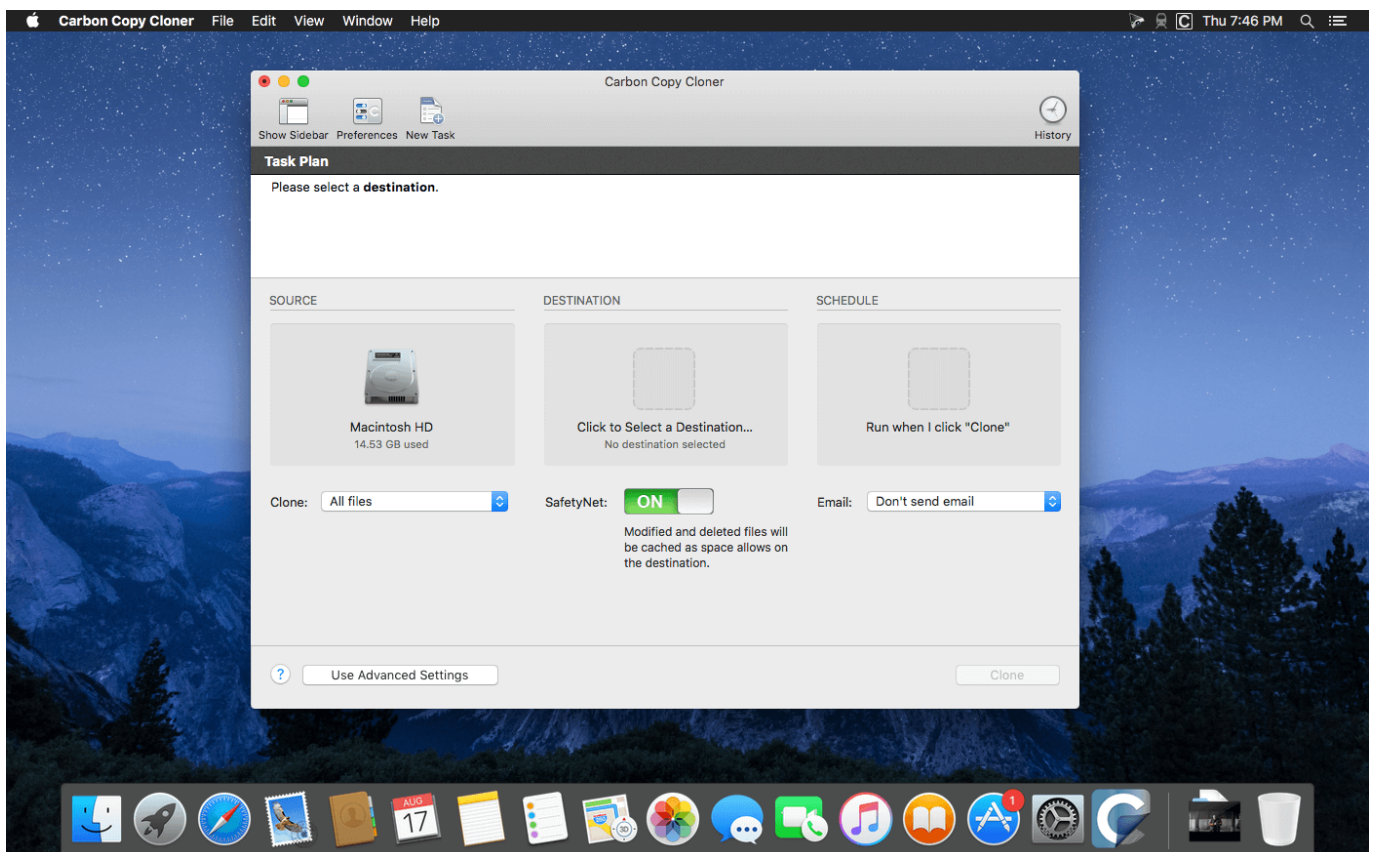 Carbon Copy Cloner File Edit View Window Help C Thu 7:46 PM
Carbon Copy Cloner
Show Sidebar Preferences New Task History
Task Plan
Please select a destination.
SOURCE DESTINATION SCHEDULE
Macintosh HD Click to Select a Destination... Run when I click "Clone"
14.53 GB used No destination selected
Clone: All files SafetyNet: ON Email: Don't send email
Modified and deleted files will
be cached as space allows on
the destination.
? Use Advanced Settings Clone
AUG
17
3D
1